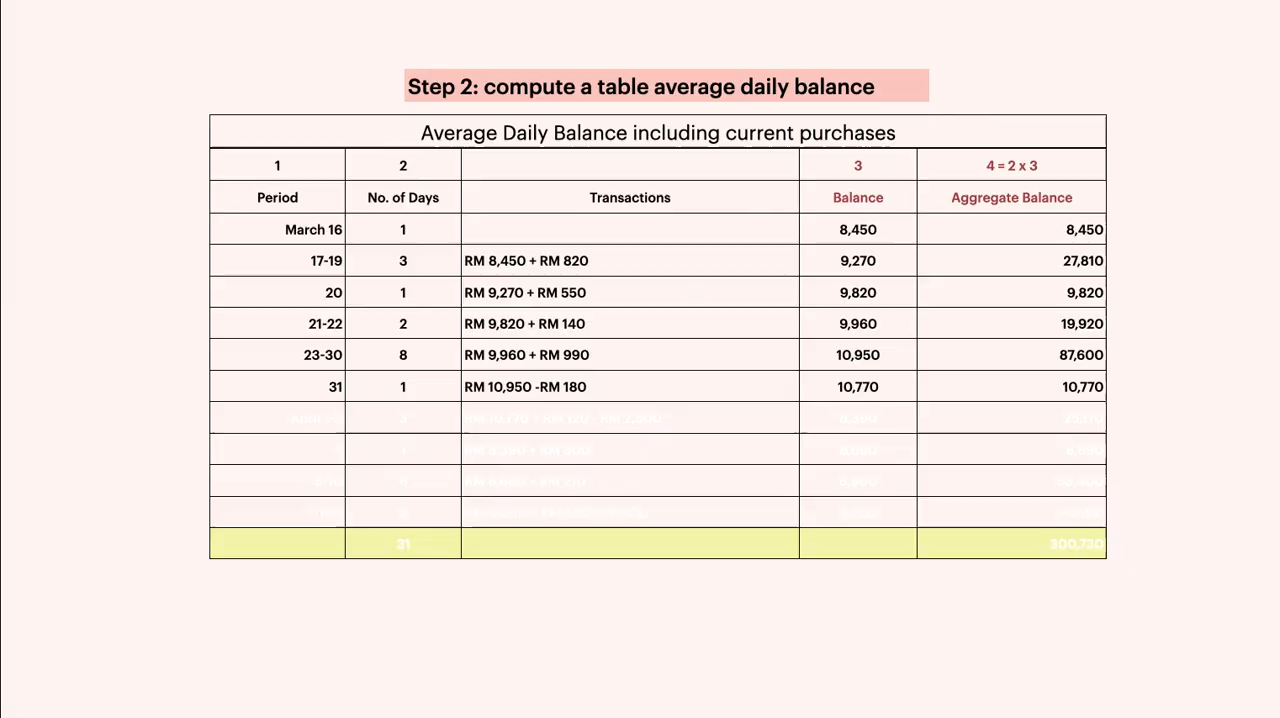 Step 2: compute a table average daily balance
Average Daily Balance including current purchases
1 2 3 4 = 2 x 3
Period No. of Days Transactions Balance Aggregate Balance
March 16 1 8,450 8,450
17-19 3 RM 8,450 + RM 820 9,270 27,810
20 1 RM 9,270 + RM 550 9,820 9,820
21-22 2 RM 9,820 + RM 140 9,960 19,920
23-30 8 RM 9,960 + RM 990 10,950 87,600
31 1 RM 10,950 -RM 180 10,770 10,770
31 300,730